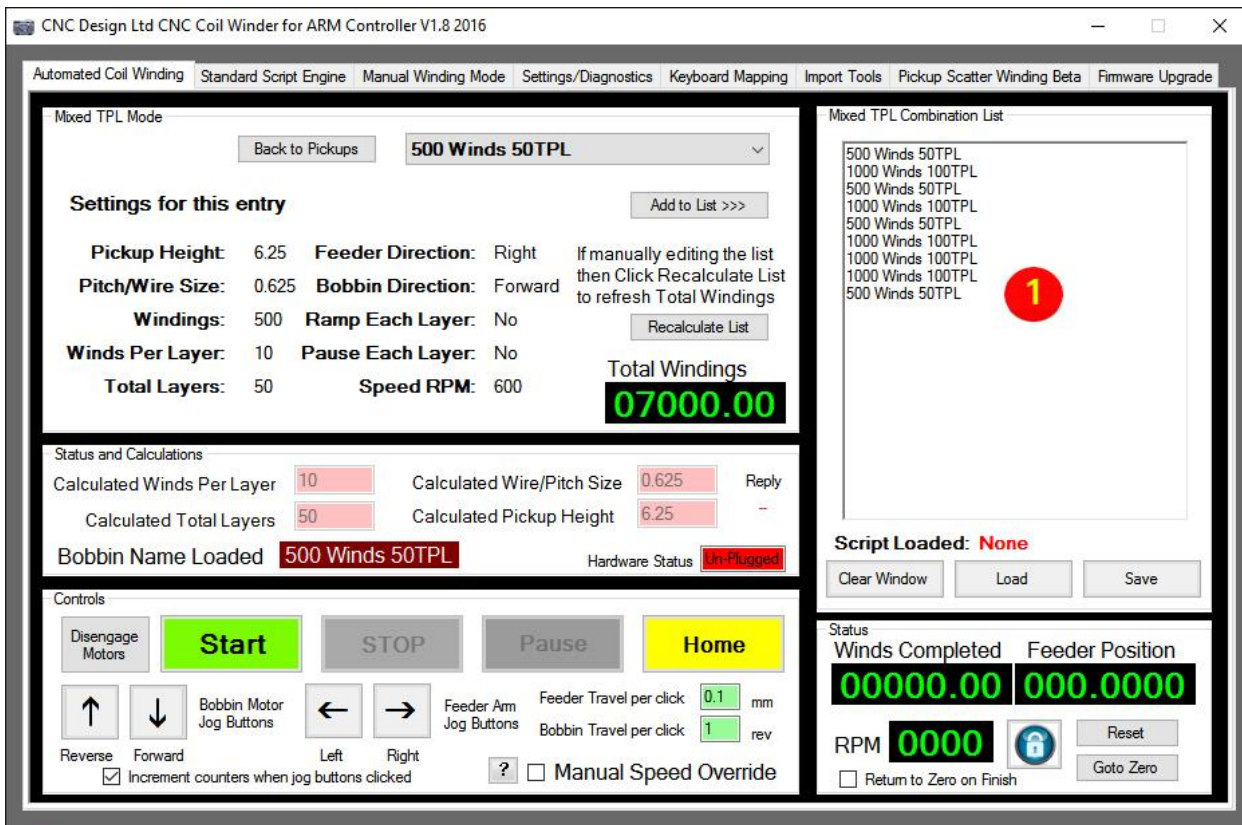 CNC Design Ltd CNC Coil Winder for ARM Controller V1.8 2016
Automated Coil Winding Standard Script Engine Manual Winding Mode Settings/Diagnostics Keyboard Mapping Import Tools Pickup Scatter Winding Beta Firmware Upgrade
Mixed TPL Mode
Back to Pickups 500 Winds 50TPL
Settings for this entry Add to List >>>
Pickup Height: 6.25 Feeder Direction: Right
Pitch/Wire Size: 0.625 Bobbin Direction: Forward
Windings: 500 Ramp Each Layer: No
Winds Per Layer: 10 Pause Each Layer: No
Total Layers: 50 Speed RPM: 600
If manually editing the list
then Click Recalculate List
to refresh Total Windings
Recalculate List
Total Windings
07000.00
Mixed TPL Combination List
500 Winds 50TPL
1000 Winds 100TPL
500 Winds 50TPL
1000 Winds 100TPL
500 Winds 50TPL
1000 Winds 100TPL
1000 Winds 100TPL
1000 Winds 100TPL
500 Winds 50TPL
1
Script Loaded: None
Clear Window Load Save
Status and Calculations
Calculated Winds Per Layer 10 Calculated Wire/Pitch Size 0.625 Reply
Calculated Total Layers 50 Calculated Pickup Height 6.25 --
Bobbin Name Loaded 500 Winds 50TPL Hardware Status Un-Plugged
Controls
Disengage
Motors
Start STOP Pause Home
↑ ↓ Bobbin Motor
Jog Buttons
← → Feeder Arm
Jog Buttons
Feeder Travel per click 0.1 mm
Bobbin Travel per click 1 rev
Reverse Forward Left Right
Increment counters when jog buttons clicked ? Manual Speed Override
Status
Winds Completed Feeder Position
00000.00 000.0000
RPM 0000 Reset
Goto Zero
Return to Zero on Finish